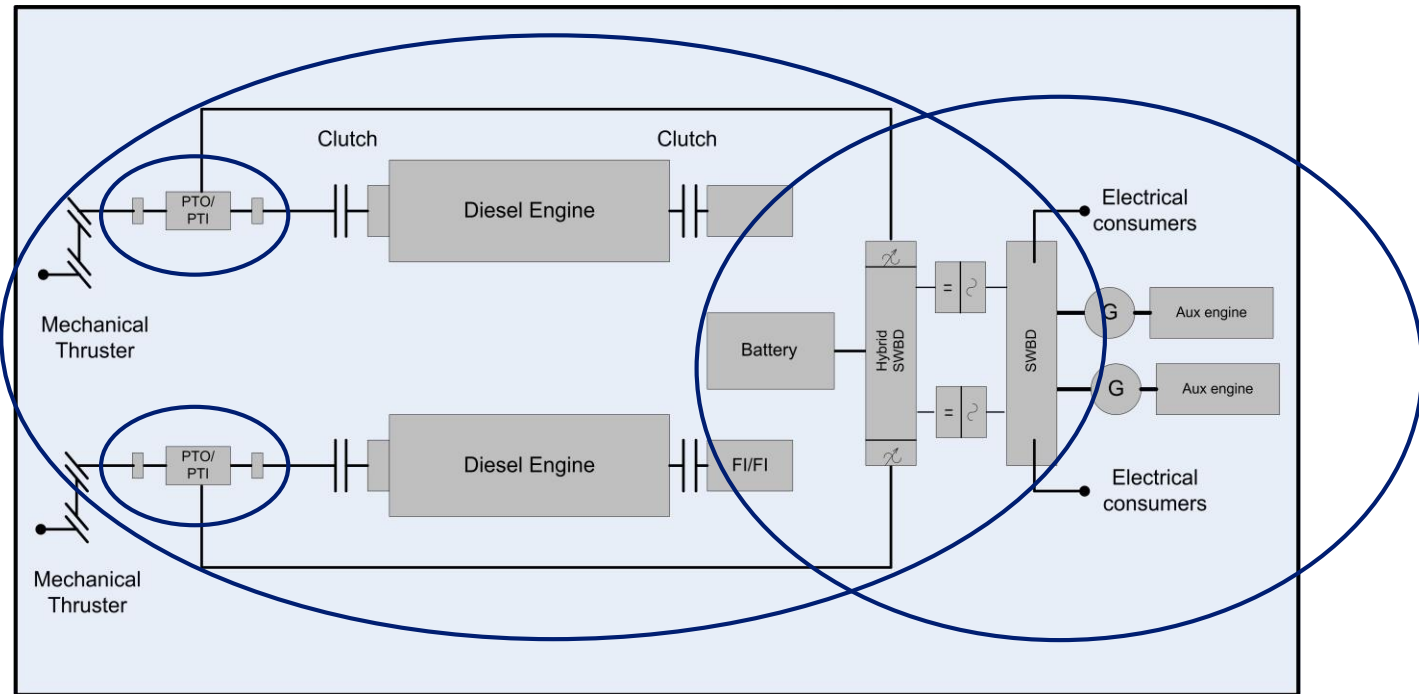 Clutch
Clutch
PTO/
PTI
Diesel Engine
Electrical
consumers
Mechanical
Thruster
Battery
Hybrid
SWBD
=
SWBD
G
Aux engine
=
G
Aux engine
PTO/
PTI
Diesel Engine
FI/FI
Electrical
consumers
Mechanical
Thruster